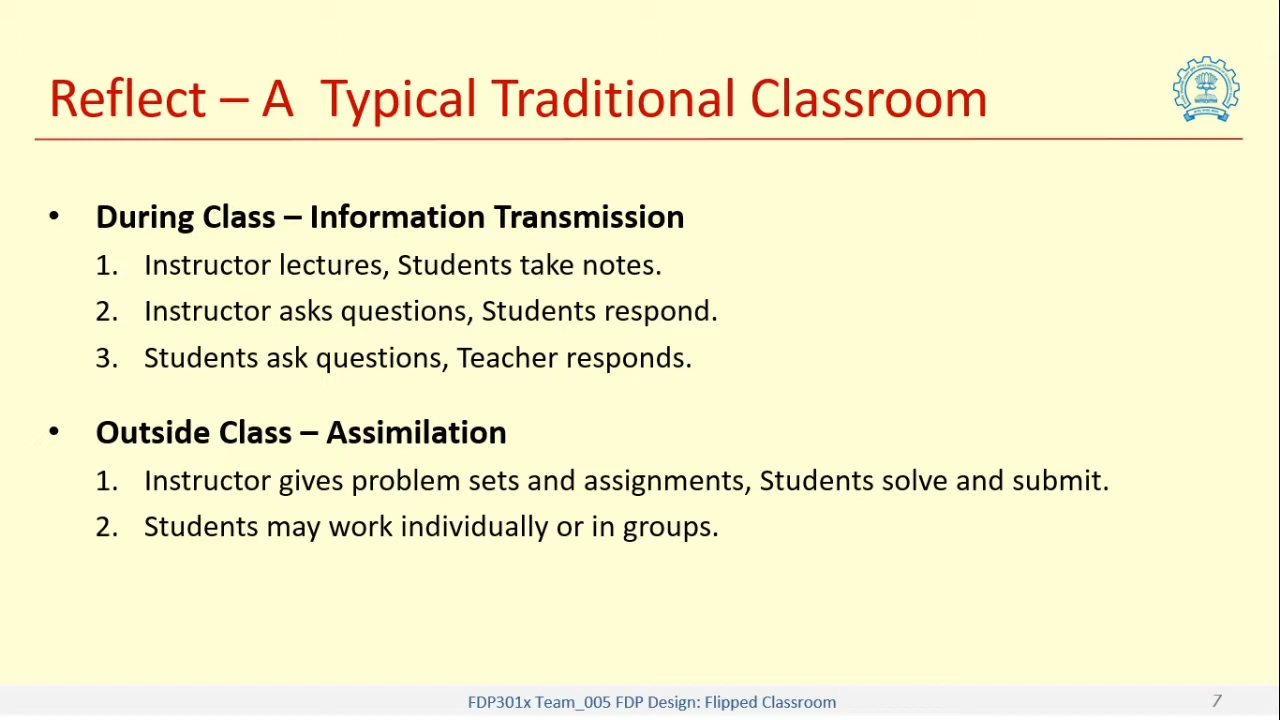 Reflect – A  Typical Traditional Classroom
• During Class – Information Transmission
1. Instructor lectures, Students take notes.
2. Instructor asks questions, Students respond.
3. Students ask questions, Teacher responds.
• Outside Class – Assimilation
1. Instructor gives problem sets and assignments, Students solve and submit.
2. Students may work individually or in groups.
FDP301x Team_005 FDP Design: Flipped Classroom
7